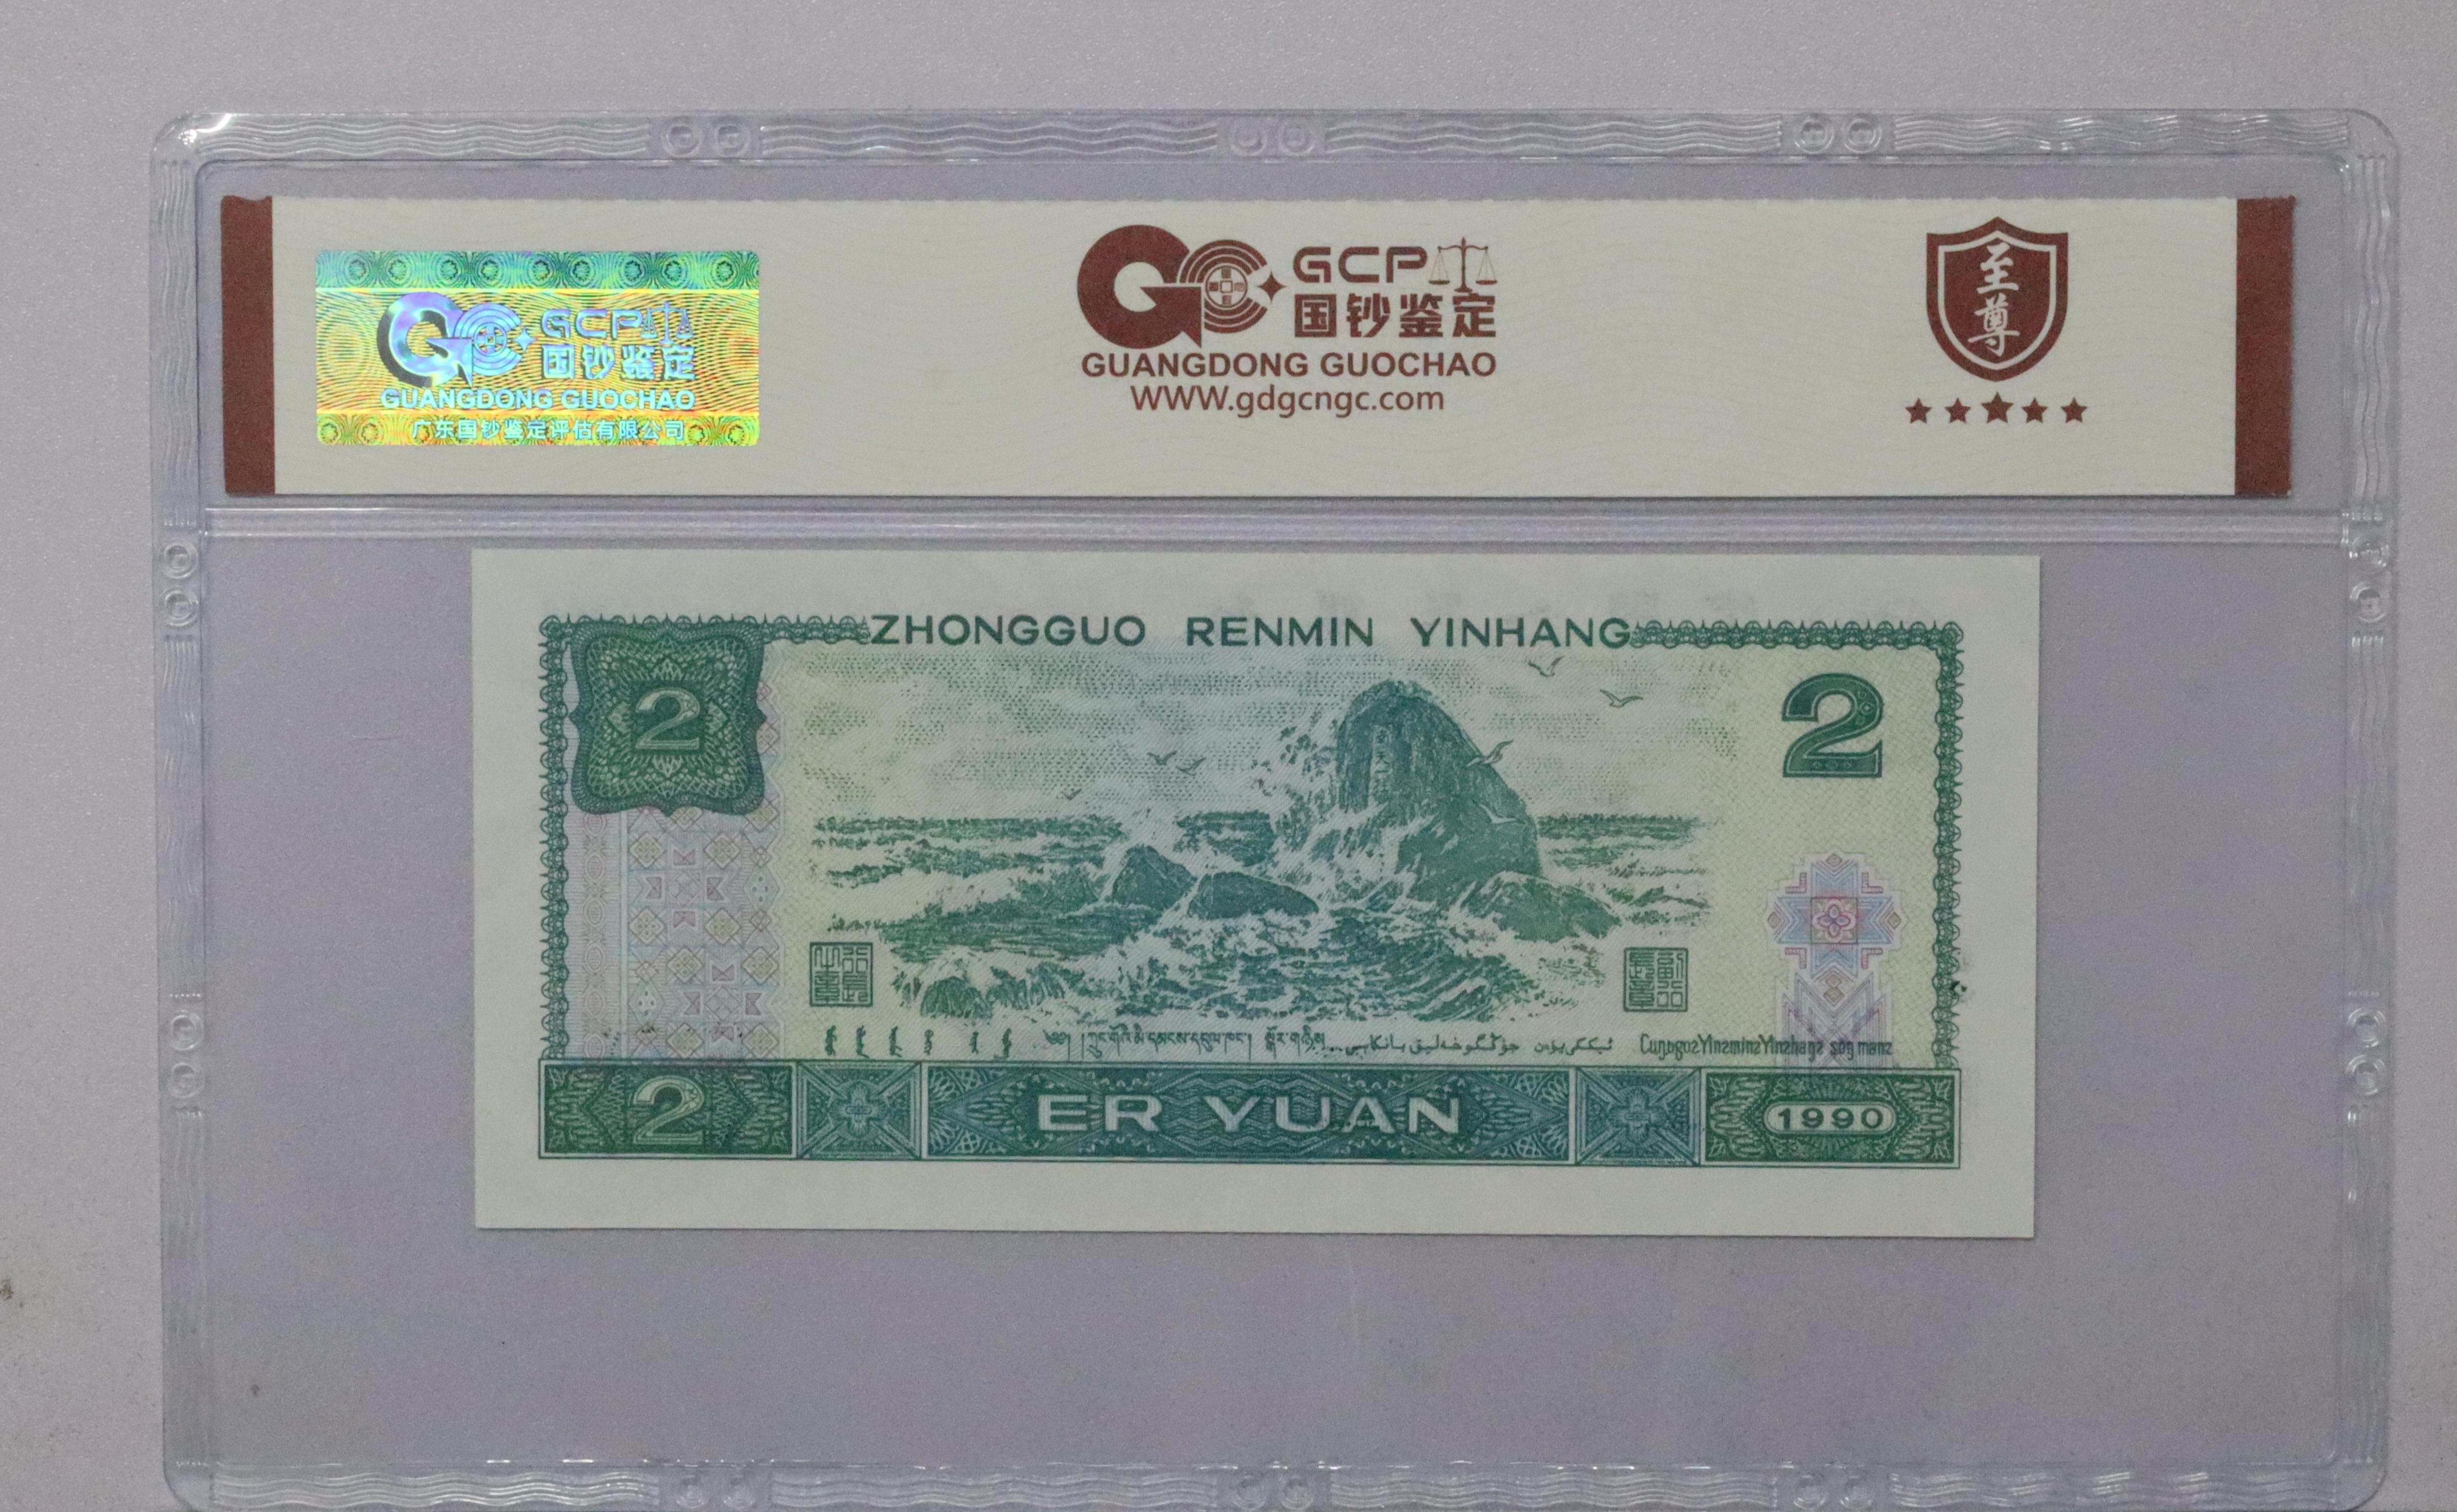 GCP
国钞鉴定
GUANGDONG GUOCHAO
广东国钞鉴定评估有限公司
GCP
国钞鉴定
GUANGDONG GUOCHAO
WWW.gdgcngc.com
至尊
ZHONGGUO RENMIN YINHANG
2
2
2
ER YUAN
1990